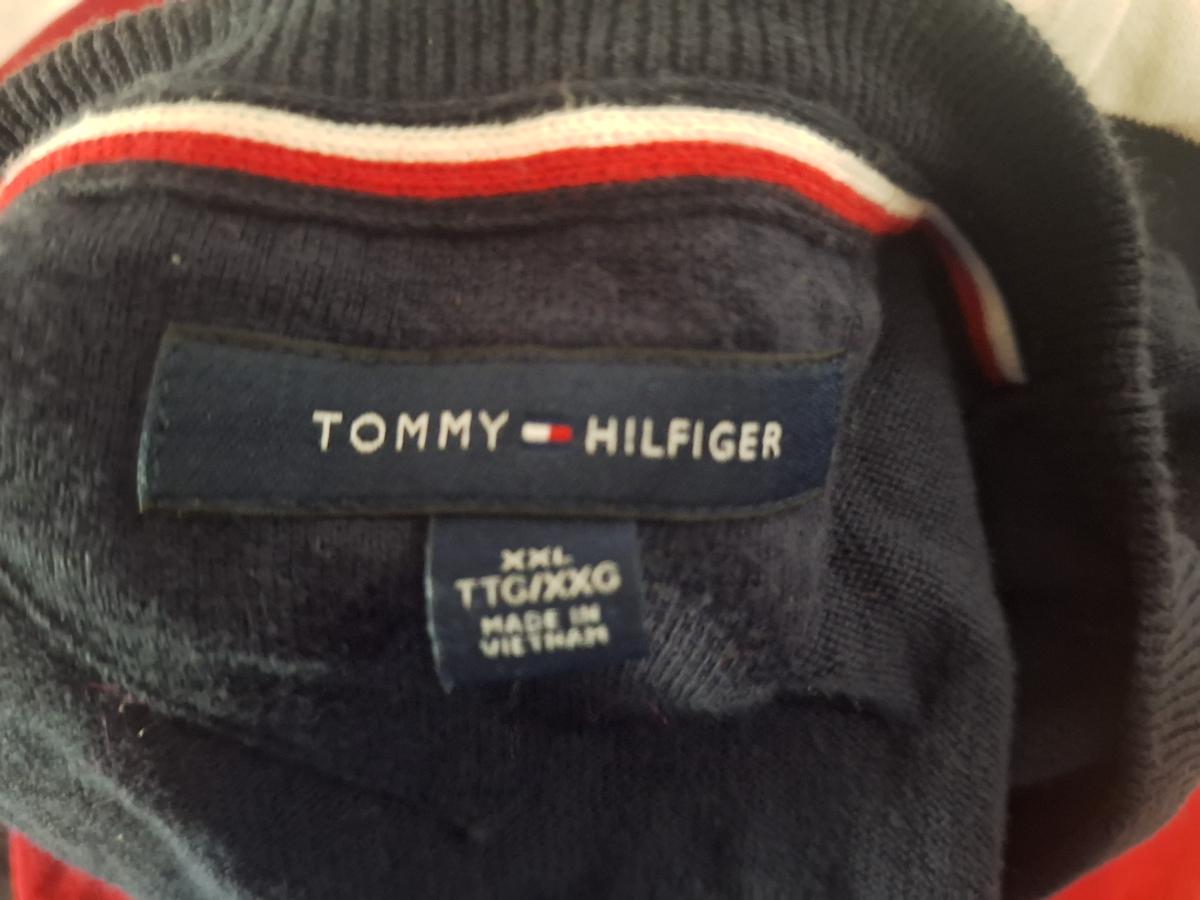 TOMMY HILFIGER
XXL
TTG/XXG
MADE IN
VIETNAM